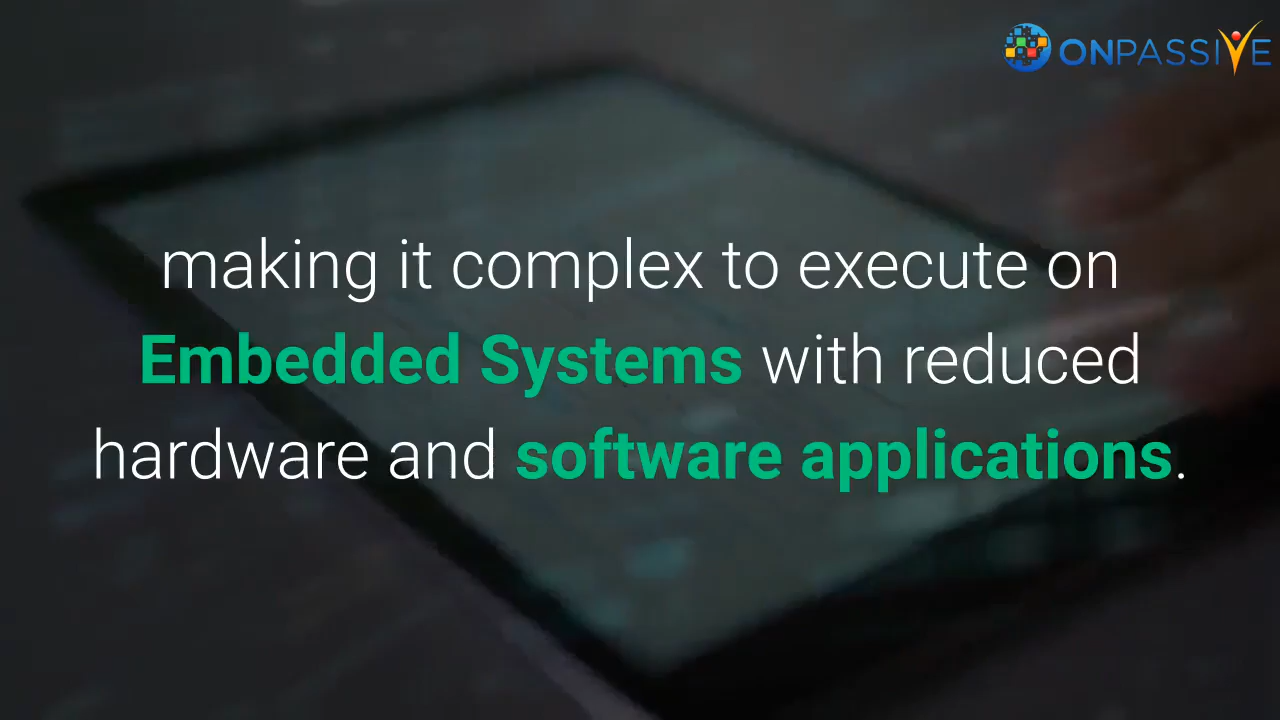 ONPASSIVE
making it complex to execute on
Embedded Systems with reduced
hardware and software applications.